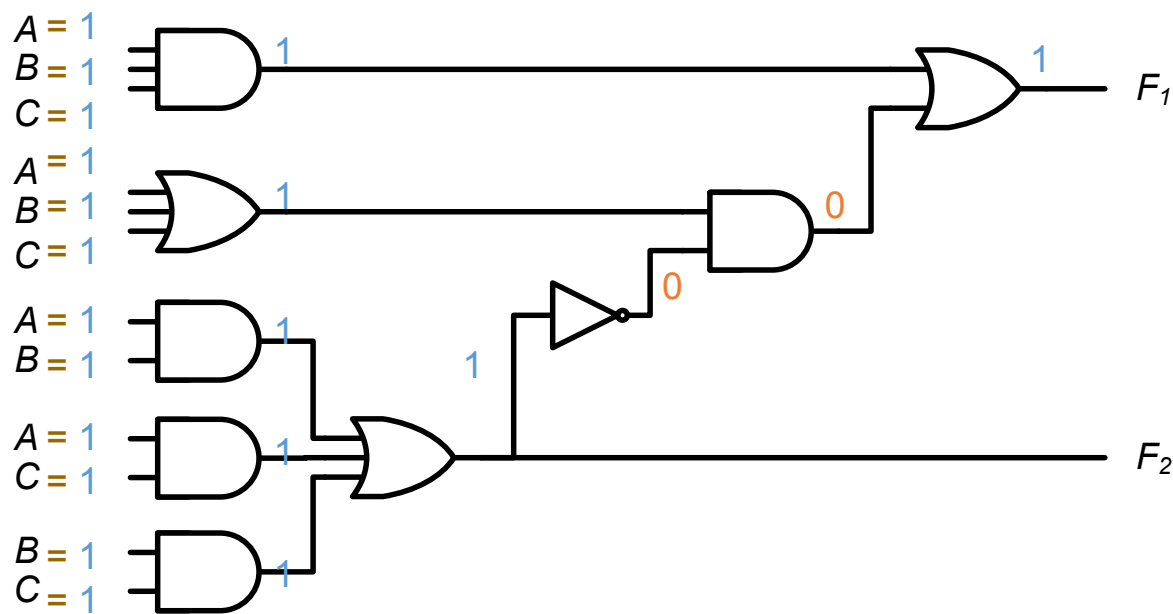 A = 1
1
B = 1
C = 1
1
F1
A = 1
B = 1
1
C = 1
0
0
A = 1
1
B = 1
1
A = 1
1
C = 1
F2
B = 1
1
C = 1